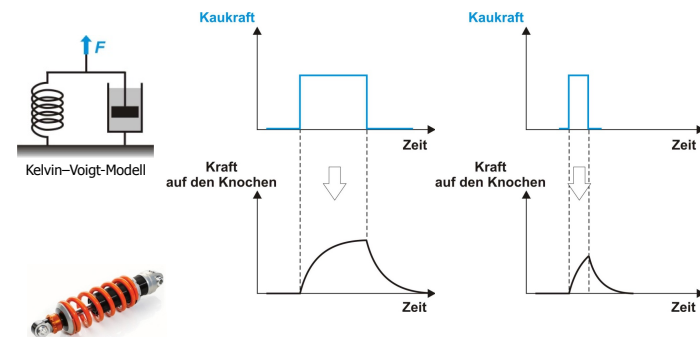 F
Kelvin–Voigt-Modell
Kaukraft
Zeit
Kraft
auf den Knochen
Zeit
Kaukraft
Zeit
Kraft
auf den Knochen
Zeit